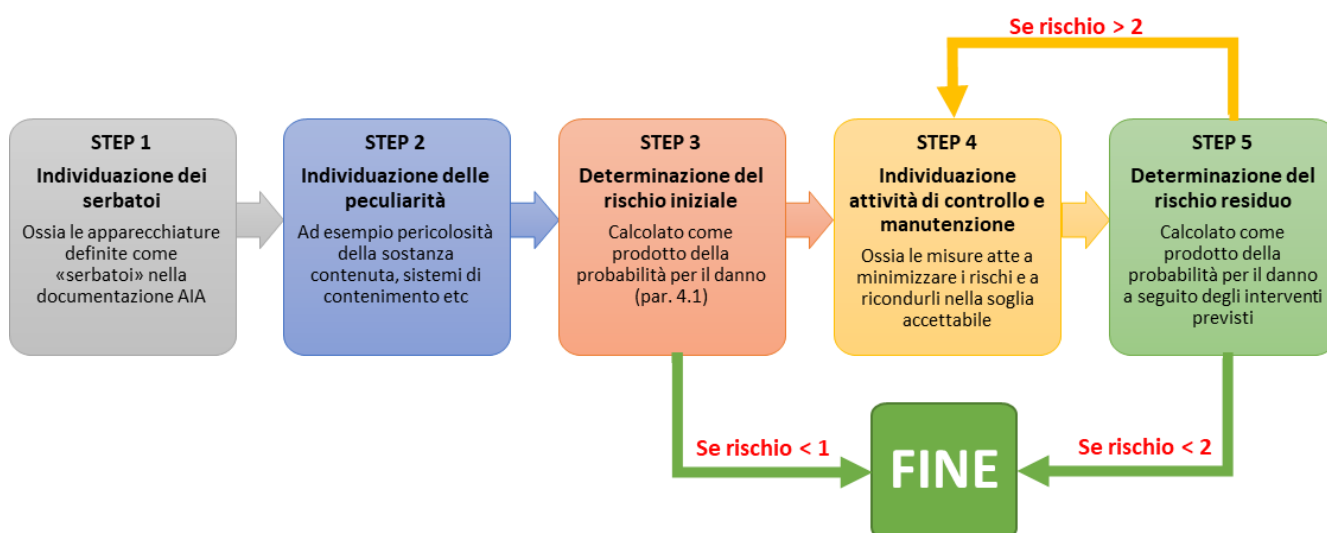 Se rischio > 2
STEP 1
Individuazione dei
serbatoi
Ossia le apparecchiature
definite come
«serbatoi» nella
documentazione AIA
STEP 2
Individuazione delle
peculiarità
Ad esempio pericolosità
della sostanza
contenuta, sistemi di
contenimento etc
STEP 3
Determinazione del
rischio iniziale
Calcolato come
prodotto della
probabilità per il danno
(par. 4.1)
STEP 4
Individuazione
attività di controllo e
manutenzione
Ossia le misure atte a
minimizzare i rischi e a
ricondurli nella soglia
accettabile
STEP 5
Determinazione del
rischio residuo
Calcolato come
prodotto della
probabilità per il danno
a seguito degli interventi
previsti
Se rischio < 1
FINE
Se rischio < 2